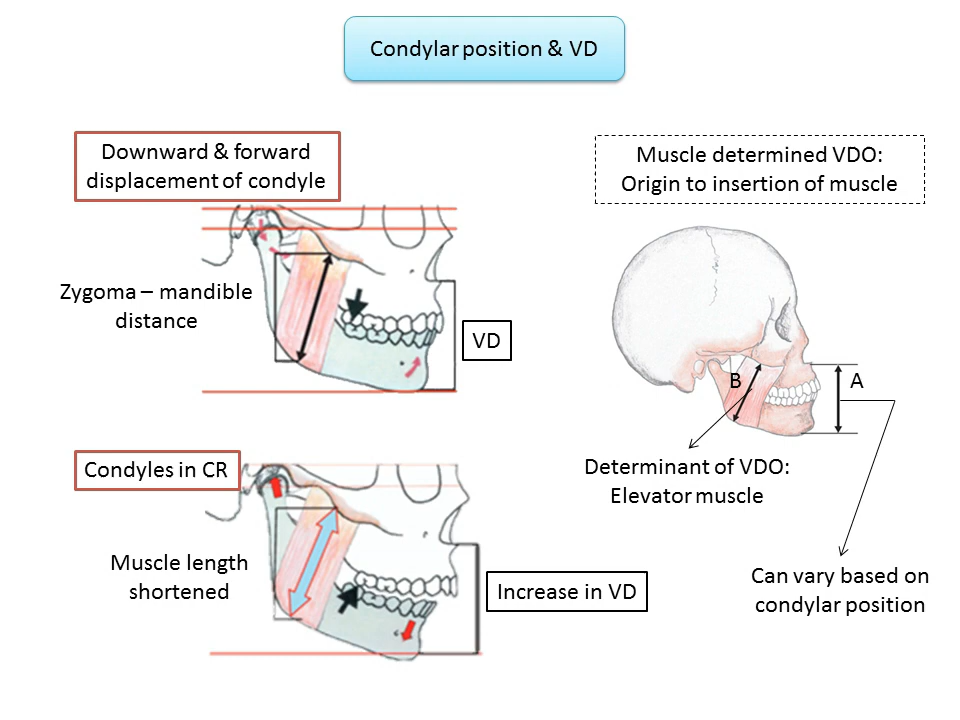 Condylar position & VD
Downward & forward
displacement of condyle
Zygoma – mandible
distance
VD
Condyles in CR
Muscle length
shortened
Increase in VD
Muscle determined VDO:
Origin to insertion of muscle
B
A
Determinant of VDO:
Elevator muscle
Can vary based on
condylar position